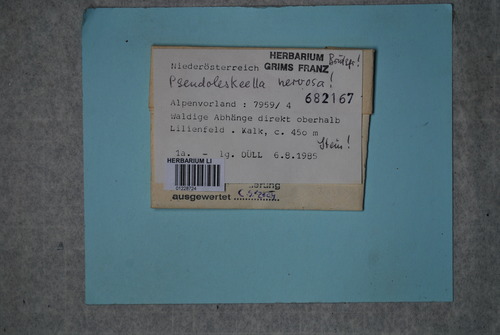 HERBARIUM
Niederösterreich GRIMS FRANZ
Pseudoleskeella nervosa!
682167
Alpenvorland : 7959/ 4
waldige Abhänge direkt oberhalb
Lilienfeld . Kalk, c. 450 m
Stein!
la. - lg. DÜLL 6.8.1985
HERBARIUM LI
ausgewertet